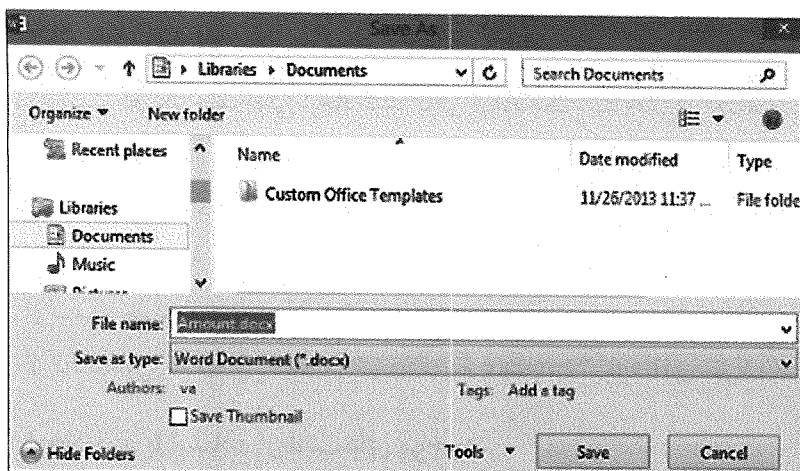 Save As
Libraries ▸ Documents
Search Documents
Organize
New folder
Recent places
Libraries
Documents
Music
Name
Date modified
Type
Custom Office Templates
11/26/2013 11:37 ...
File folde
File name: Amount.docx
Save as type: Word Document (*.docx)
Authors: va
Tags: Add a tag
Save Thumbnail
Hide Folders
Tools
Save
Cancel